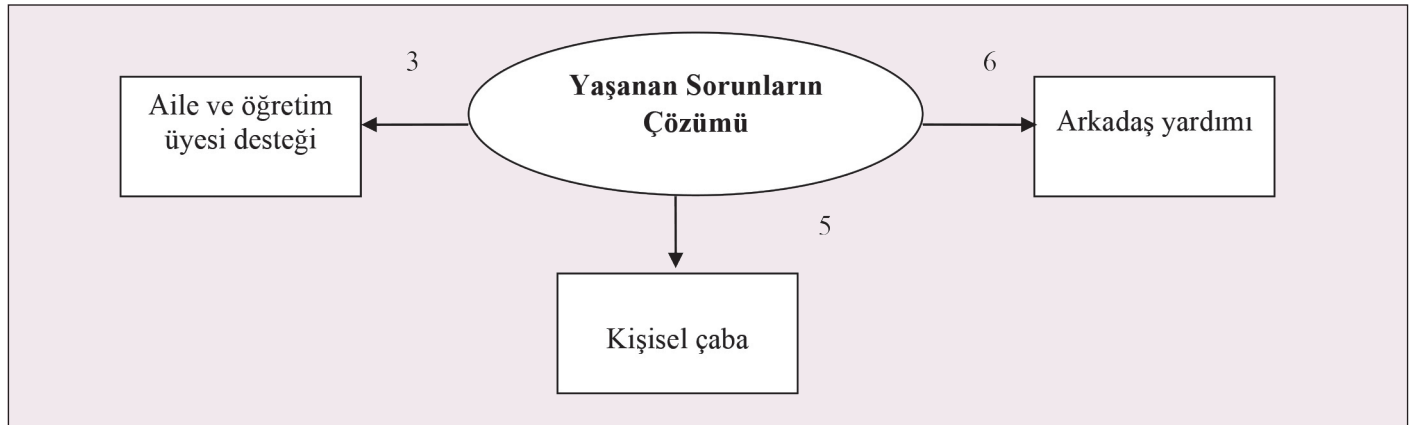 3
6
Yaşanan Sorunların
Çözümü
Aile ve öğretim
üyesi desteği
Arkadaş yardımı
5
Kişisel çaba